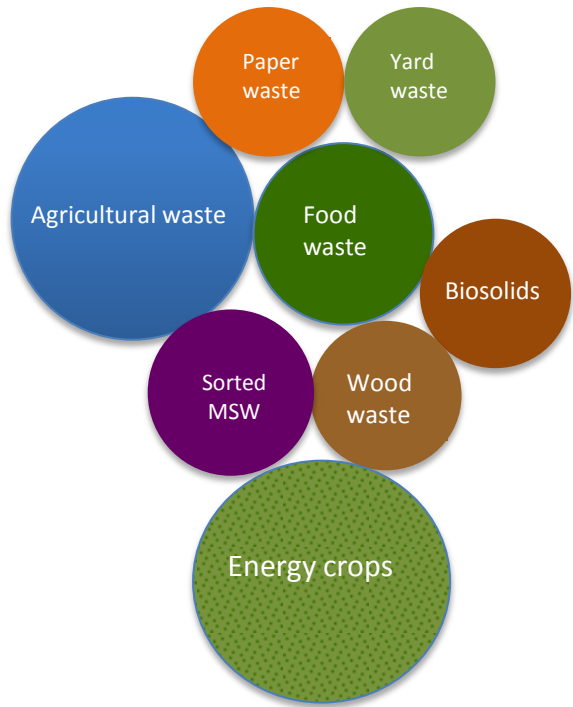 Paper
waste
Yard
waste
Agricultural waste
Food
waste
Biosolids
Sorted
MSW
Wood
waste
Energy crops